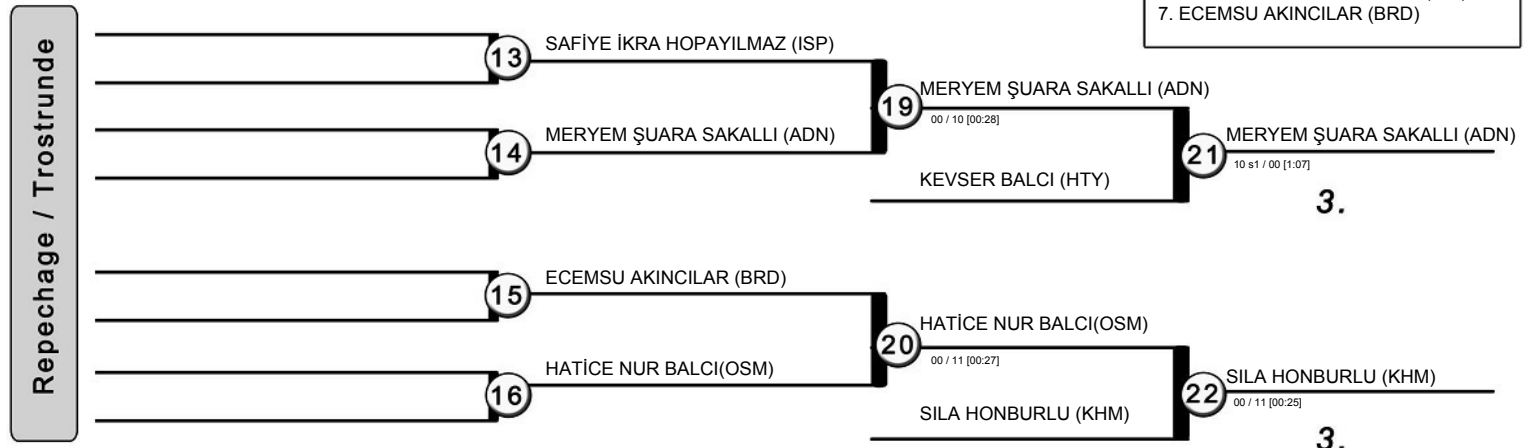 7. ECEMSU AKINCILAR (BRD)
Repechage / Trostrunde
13
SAFİYE İKRA HOPAYILMAZ (ISP)
19
MERYEM ŞUARA SAKALLI (ADN)
00 / 10 [00:28]
14
MERYEM ŞUARA SAKALLI (ADN)
21
MERYEM ŞUARA SAKALLI (ADN)
10 s1 / 00 [1:07]
KEVSER BALCI (HTY)
3.
15
ECEMSU AKINCILAR (BRD)
20
HATİCE NUR BALCI(OSM)
00 / 11 [00:27]
16
HATİCE NUR BALCI(OSM)
22
SILA HONBURLU (KHM)
00 / 11 [00:25]
SILA HONBURLU (KHM)
3.